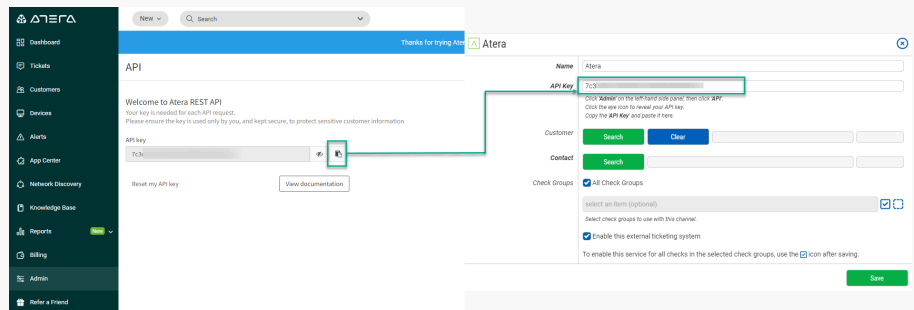 ATERA
New
Search
Dashboard
Tickets
Customers
Devices
Alerts
App Center
Network Discovery
Knowledge Base
Reports New
Billing
Admin
Refer a Friend
Thanks for trying Ate
API
Welcome to Atera REST API
Your key is needed for each API request.
Please ensure the key is used only by you, and kept secure, to protect sensitive customer information
API key
Reset my API key
View documentation
Atera
Name Atera
API Key 7c3
Click 'Admin' on the left-hand side panel, then click 'API'.
Click the eye icon to reveal your API key.
Copy the 'API Key' and paste it here.
Customer Search Clear
Contact Search
Check Groups All Check Groups
select an item (optional)
Select check groups to use with this channel.
Enable this external ticketing system
To enable this service for all checks in the selected check groups, use the icon after saving.
Save